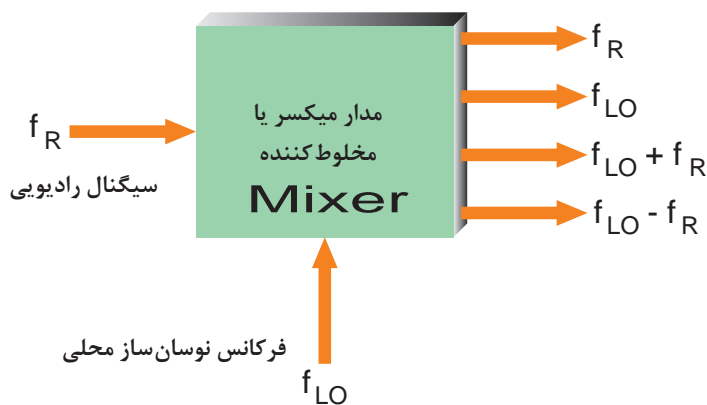 f R
f LO
f LO + f R
f LO - f R
مدار میکسر یا
مخلوط کننده
Mixer
f R
سیگنال رادیویی
فرکانس نوسان‌ساز محلی
f LO